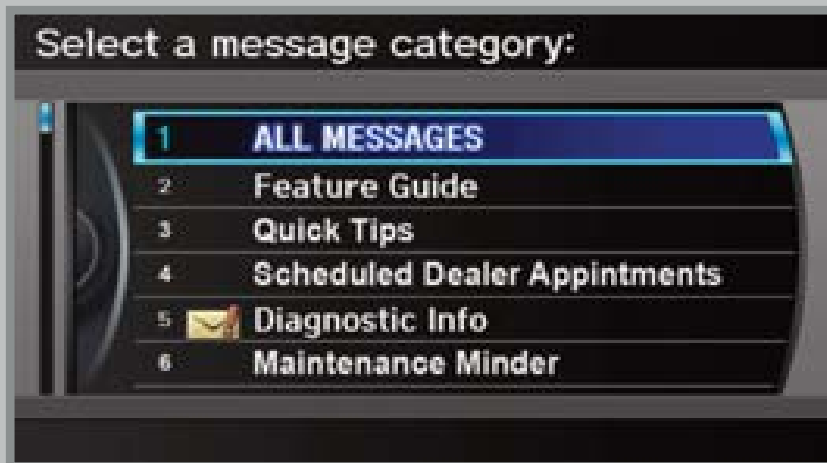 Select a message category:
1 ALL MESSAGES
2 Feature Guide
3 Quick Tips
4 Scheduled Dealer Appintments
5 Diagnostic Info
6 Maintenance Minder